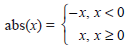 abs(x) = { −x, x < 0
x, x ≥ 0